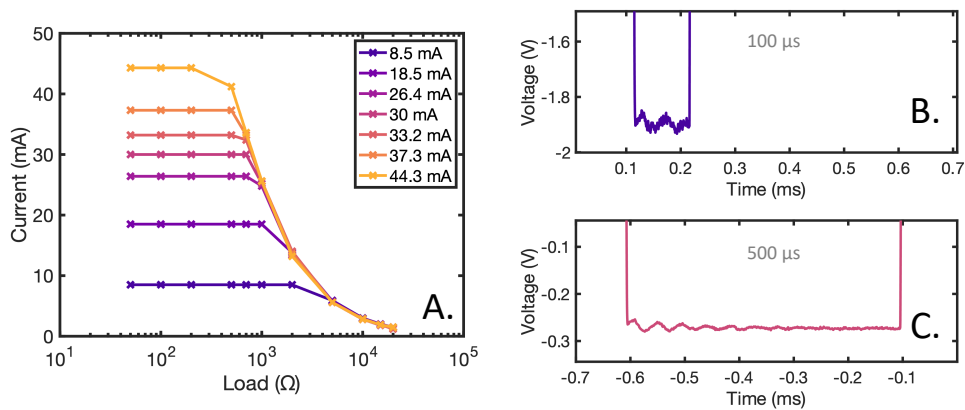 50
40
30
20
10
0
Current (mA)
10¹
10²
10³
10⁴
10⁵
Load (Ω)
8.5 mA
18.5 mA
26.4 mA
30 mA
33.2 mA
37.3 mA
44.3 mA
A.
-1.6
-1.8
-2
Voltage (V)
100 µs
B.
0.1
0.2
0.3
0.4
0.5
0.6
0.7
Time (ms)
-0.1
-0.2
-0.3
Voltage (V)
500 µs
C.
-0.7
-0.6
-0.5
-0.4
-0.3
-0.2
-0.1
Time (ms)